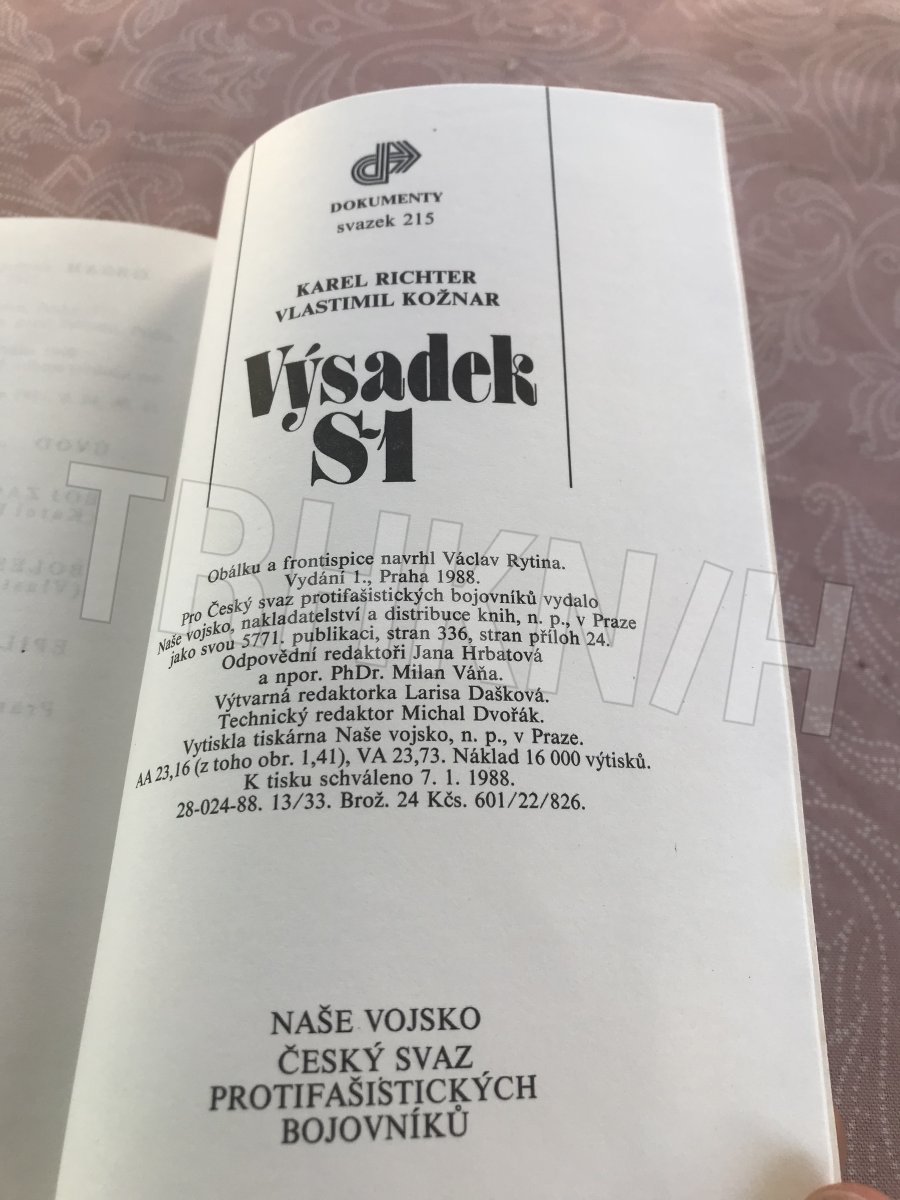 DOKUMENTY
svazek 215
KAREL RICHTER
VLASTIMIL KOŽNAR
Výsadek
S-1
Obálku a frontispice navrhl Václav Rytina.
Vydání 1., Praha 1988.
Pro Český svaz protifašistických bojovníků vydalo
Naše vojsko, nakladatelství a distribuce knih, n. p., v Praze
jako svou 5771. publikaci, stran 336, stran příloh 24.
Odpovědní redaktoři Jana Hrbatová
a npor. PhDr. Milan Váňa.
Výtvarná redaktorka Larisa Dašková.
Technický redaktor Michal Dvořák.
Vytiskla tiskárna Naše vojsko, n. p., v Praze.
AA 23,16 (z toho obr. 1,41), VA 23,73. Náklad 16 000 výtisků.
K tisku schváleno 7. 1. 1988.
28-024-88. 13/33. Brož. 24 Kčs. 601/22/826.
NAŠE VOJSKO
ČESKÝ SVAZ
PROTIFAŠISTICKÝCH
BOJOVNÍKŮ